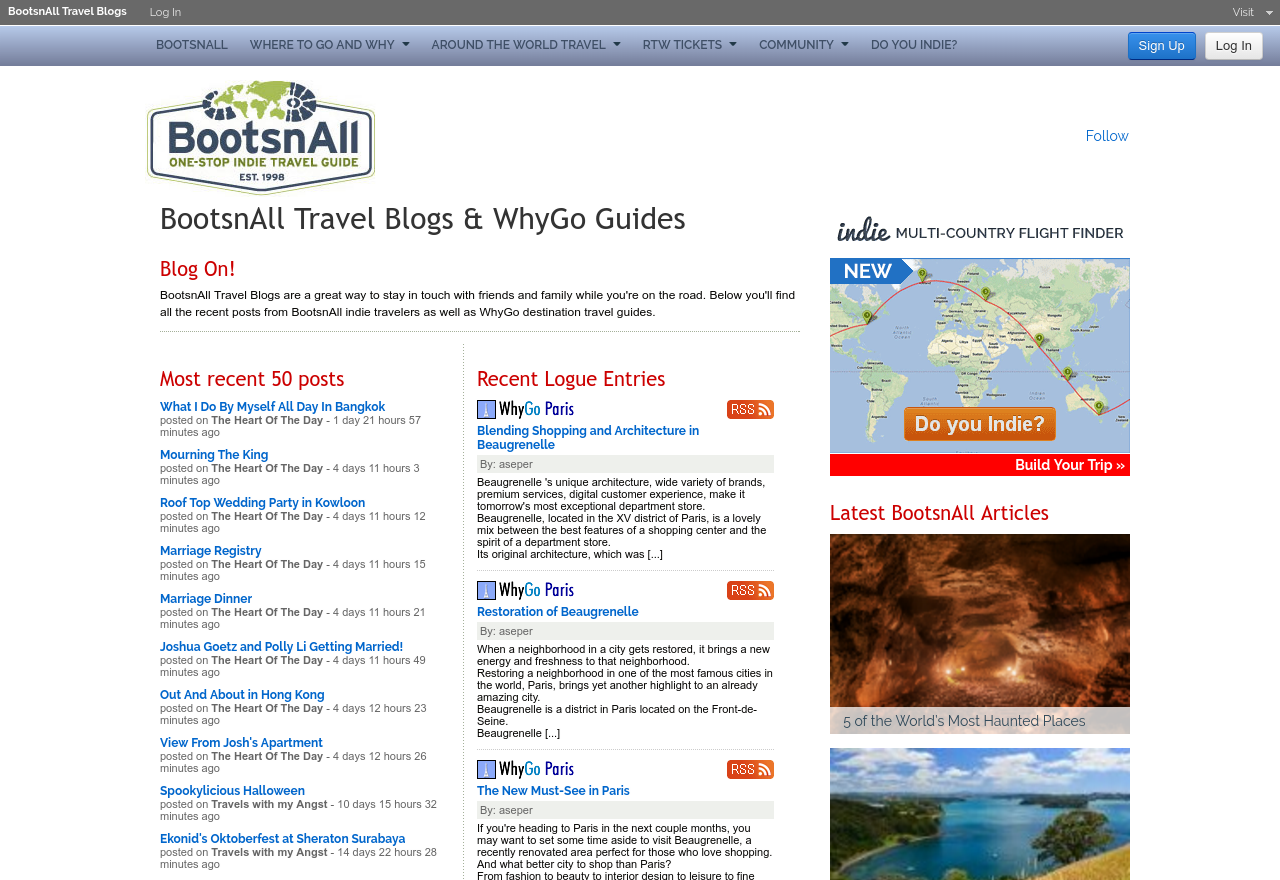 BootsnAll Travel Blogs Log In Visit
BOOTSNALL WHERE TO GO AND WHY AROUND THE WORLD TRAVEL RTW TICKETS COMMUNITY DO YOU INDIE? Sign Up Log In
BootsnAll
ONE-STOP INDIE TRAVEL GUIDE
EST. 1998
Follow
BootsnAll Travel Blogs & WhyGo Guides
Blog On!
BootsnAll Travel Blogs are a great way to stay in touch with friends and family while you're on the road. Below you'll find
all the recent posts from BootsnAll indie travelers as well as WhyGo destination travel guides.
Most recent 50 posts
What I Do By Myself All Day In Bangkok
posted on The Heart Of The Day - 1 day 21 hours 57
minutes ago
Mourning The King
posted on The Heart Of The Day - 4 days 11 hours 3
minutes ago
Roof Top Wedding Party in Kowloon
posted on The Heart Of The Day - 4 days 11 hours 12
minutes ago
Marriage Registry
posted on The Heart Of The Day - 4 days 11 hours 15
minutes ago
Marriage Dinner
posted on The Heart Of The Day - 4 days 11 hours 21
minutes ago
Joshua Goetz and Polly Li Getting Married!
posted on The Heart Of The Day - 4 days 11 hours 49
minutes ago
Out And About in Hong Kong
posted on The Heart Of The Day - 4 days 12 hours 23
minutes ago
View From Josh's Apartment
posted on The Heart Of The Day - 4 days 12 hours 26
minutes ago
Spookylicious Halloween
posted on Travels with my Angst - 10 days 15 hours 32
minutes ago
Ekonid's Oktoberfest at Sheraton Surabaya
posted on Travels with my Angst - 14 days 22 hours 28
minutes ago
Recent Logue Entries
WhyGo Paris RSS
Blending Shopping and Architecture in
Beaugrenelle
By: aseper
Beaugrenelle 's unique architecture, wide variety of brands,
premium services, digital customer experience, make it
tomorrow's most exceptional department store.
Beaugrenelle, located in the XV district of Paris, is a lovely
mix between the best features of a shopping center and the
spirit of a department store.
Its original architecture, which was [...]
WhyGo Paris RSS
Restoration of Beaugrenelle
By: aseper
When a neighborhood in a city gets restored, it brings a new
energy and freshness to that neighborhood.
Restoring a neighborhood in one of the most famous cities in
the world, Paris, brings yet another highlight to an already
amazing city.
Beaugrenelle is a district in Paris located on the Front-de-
Seine.
Beaugrenelle [...]
WhyGo Paris RSS
The New Must-See in Paris
By: aseper
If you're heading to Paris in the next couple months, you
may want to set some time aside to visit Beaugrenelle, a
recently renovated area perfect for those who love shopping.
And what better city to shop than Paris?
From fashion to beauty to interior design to leisure to fine
indie MULTI-COUNTRY FLIGHT FINDER
NEW
Do you Indie?
Build Your Trip »
Latest BootsnAll Articles
5 of the World's Most Haunted Places